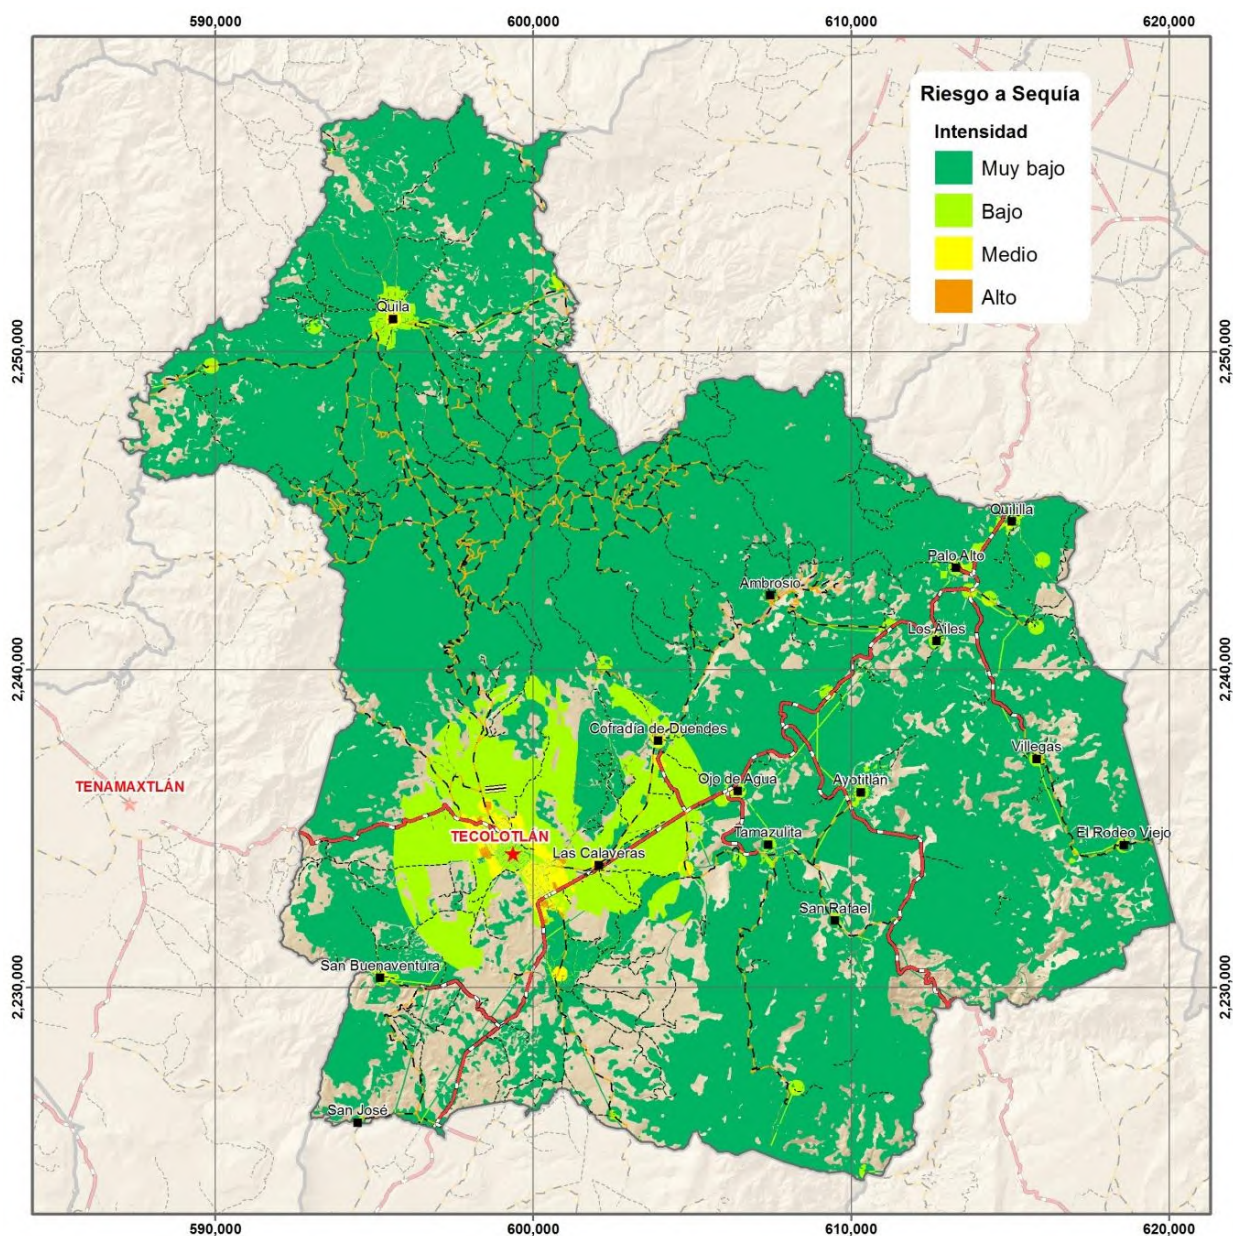 590,000
600,000
610,000
620,000
Riesgo a Sequía
Intensidad
Muy bajo
Bajo
Medio
Alto
Quila
2,250,000
2,250,000
Quililla
Palo Alto
Ambrosio
Los Ailes
2,240,000
2,240,000
Cofradía de Duendes
Villegas
Ojo de Agua
Ayotitlán
TENAMAXTLÁN
TECOLOTLÁN
Tamazulita
El Rodeo Viejo
Las Calaveras
San Rafael
San Buenaventura
2,230,000
2,230,000
San José
590,000
600,000
610,000
620,000